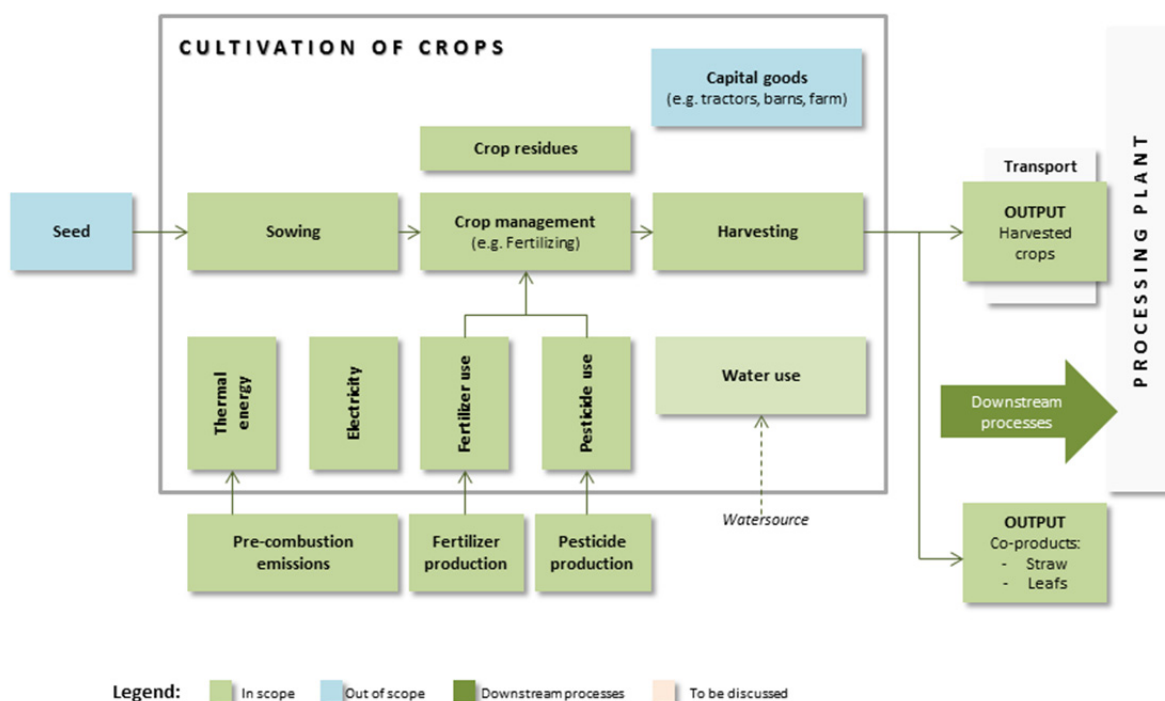 CULTIVATION OF CROPS
Capital goods
(e.g. tractors, barns, farm)
Crop residues
Seed
Sowing
Crop management
(e.g. Fertilizing)
Harvesting
Transport
OUTPUT
Harvested
crops
PROCESSING PLANT
Thermal
energy
Electricity
Fertilizer use
Pesticide use
Water use
Downstream
processes
Pre-combustion
emissions
Fertilizer
production
Pesticide
production
Watersource
OUTPUT
Co-products:
- Straw
- Leafs
Legend: In scope Out of scope Downstream processes To be discussed